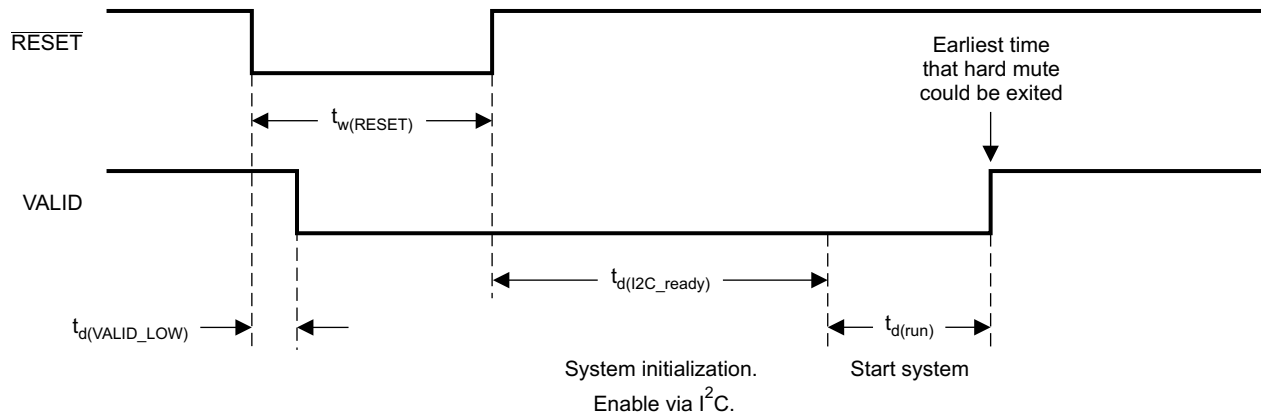 RESET
Earliest time
that hard mute
could be exited
tw(RESET)
VALID
td(I2C_ready)
td(VALID_LOW)
td(run)
System initialization.
Enable via I²C.
Start system